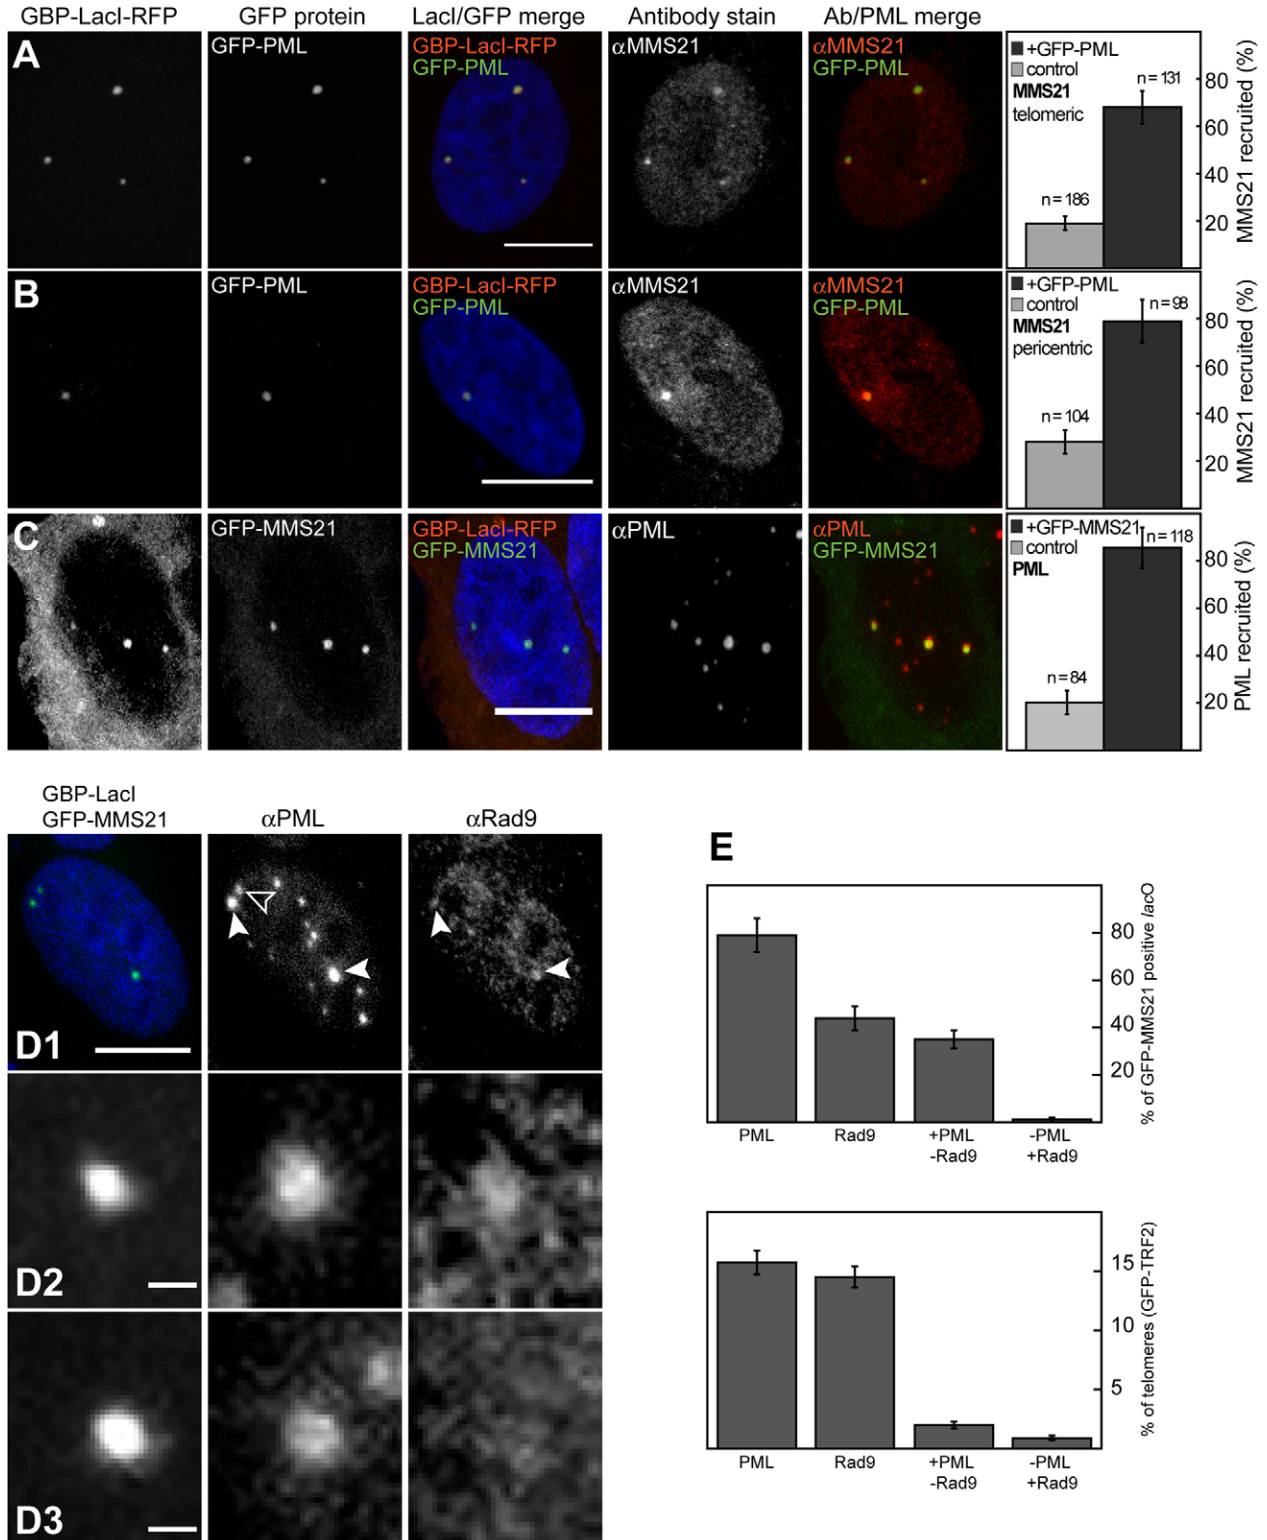 GBP-LacI-RFP GFP protein LacI/GFP merge Antibody stain Ab/PML merge
A
GFP-PML
GBP-LacI-RFP
GFP-PML
αMMS21
αMMS21
GFP-PML
+GFP-PML
control
MMS21
telomeric
n=186
n=131
80
60
40
20
MMS21 recruited (%)
B
GFP-PML
GBP-LacI-RFP
GFP-PML
αMMS21
αMMS21
GFP-PML
+GFP-PML
control
MMS21
pericentric
n=104
n=98
80
60
40
20
MMS21 recruited (%)
C
GFP-MMS21
GBP-LacI-RFP
GFP-MMS21
αPML
αPML
GFP-MMS21
+GFP-MMS21
control
PML
n=84
n=118
80
60
40
20
PML recruited (%)
GBP-LacI
GFP-MMS21
αPML
αRad9
D1
D2
D3
E
80
60
40
20
% of GFP-MMS21 positive lacO
PML Rad9 +PML -PML
-Rad9 +Rad9
15
10
5
% of telomeres (GFP-TRF2)
PML Rad9 +PML -PML
-Rad9 +Rad9